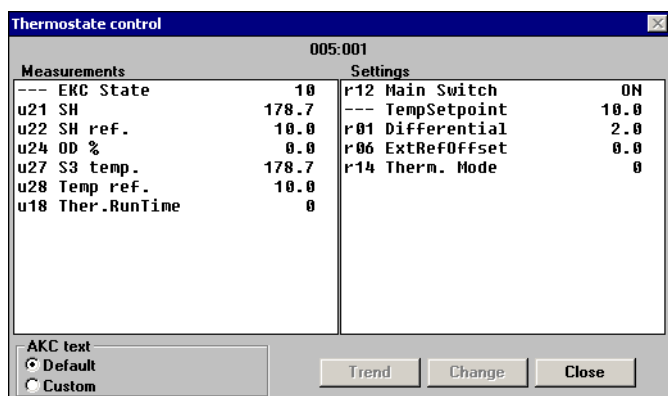 Thermostate control
005:001
Measurements
--- EKC State 10
u21 SH 178.7
u22 SH ref. 10.0
u24 OD % 0.0
u27 S3 temp. 178.7
u28 Temp ref. 10.0
u18 Ther.RunTime 0
Settings
r12 Main Switch ON
--- TempSetpoint 10.0
r01 Differential 2.0
r06 ExtRefOffset 0.0
r14 Therm. Mode 0
AKC text
Default
Custom
Trend Change Close